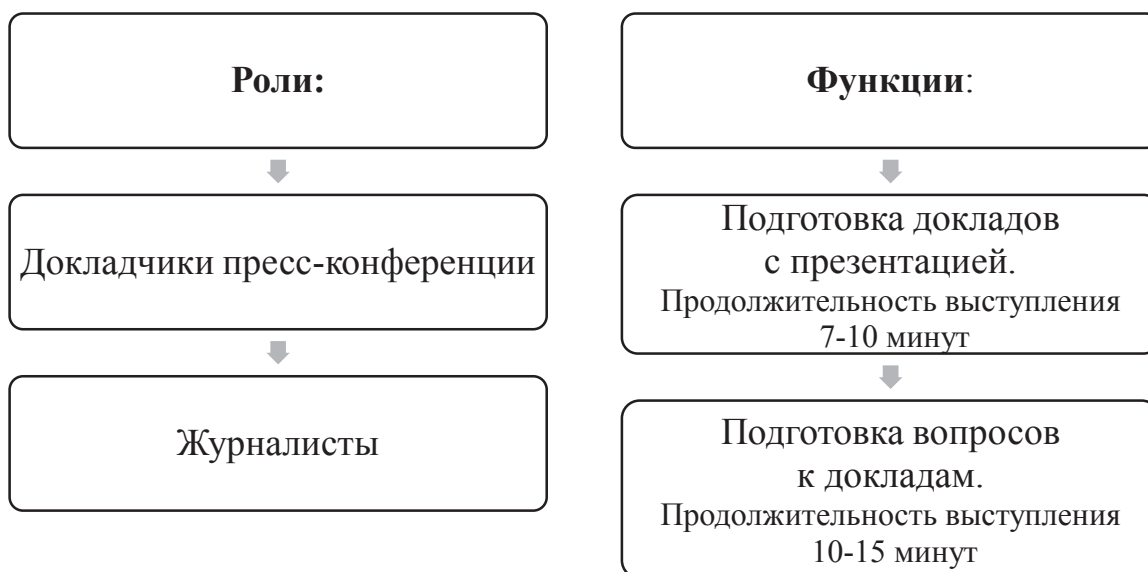 Роли:
Докладчики пресс-конференции
Журналисты
Функции:
Подготовка докладов
с презентацией.
Продолжительность выступления
7-10 минут
Подготовка вопросов
к докладам.
Продолжительность выступления
10-15 минут